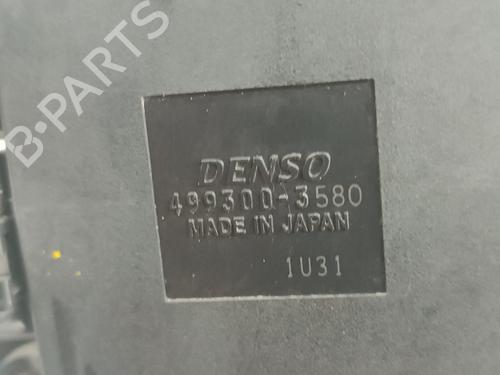 B-PARTS
DENSO
499300-3580
MADE IN JAPAN
1U31